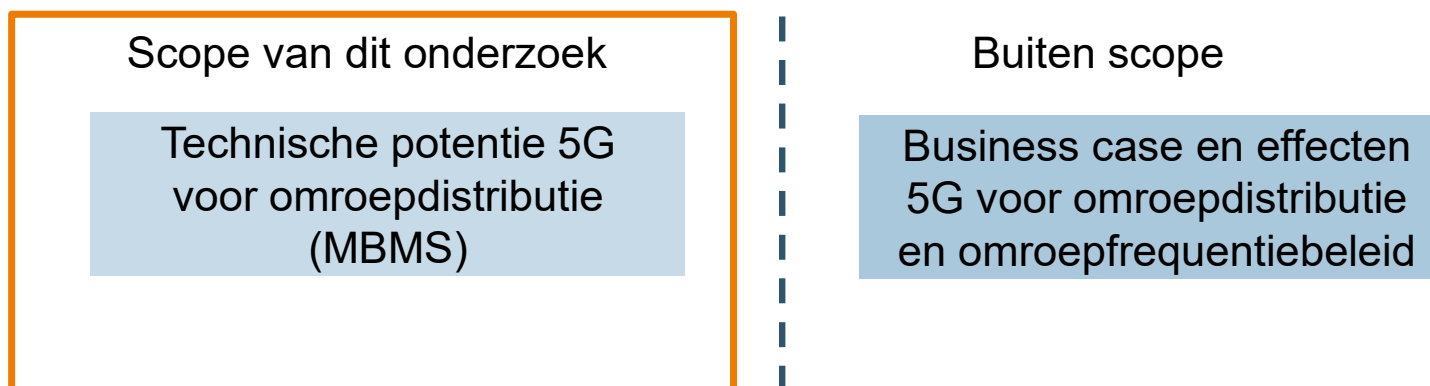 Scope van dit onderzoek
Technische potentie 5G
voor omroepdistributie
(MBMS)
Buiten scope
Business case en effecten
5G voor omroepdistributie
en omroepfrequentiebeleid